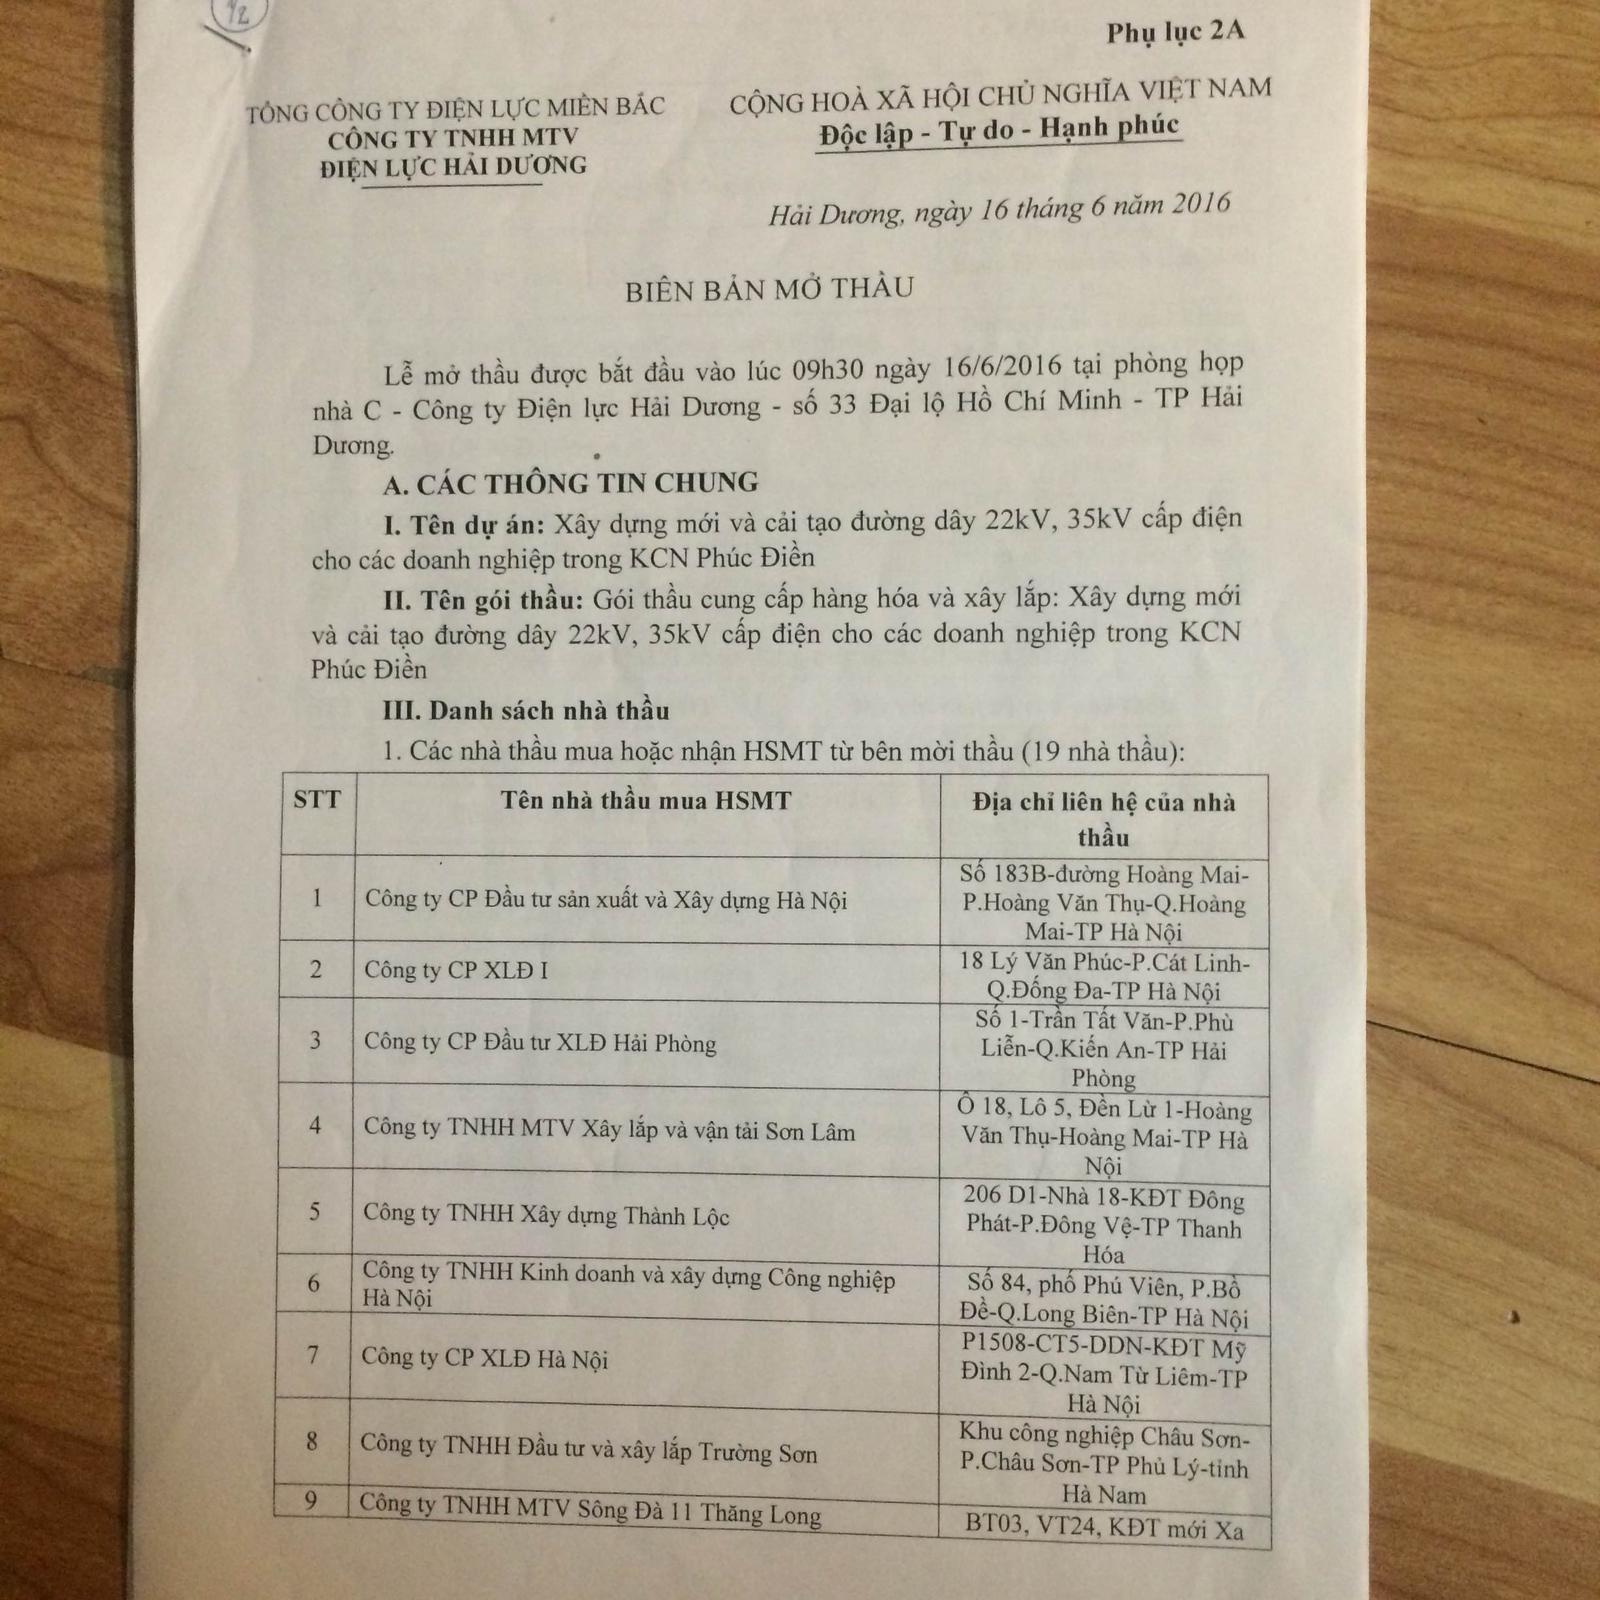 1/2
Phụ lục 2A
TỔNG CÔNG TY ĐIỆN LỰC MIỀN BẮC
CÔNG TY TNHH MTV
ĐIỆN LỰC HẢI DƯƠNG
CỘNG HOÀ XÃ HỘI CHỦ NGHĨA VIỆT NAM
Độc lập - Tự do - Hạnh phúc
Hải Dương, ngày 16 tháng 6 năm 2016
BIÊN BẢN MỞ THẦU
Lễ mở thầu được bắt đầu vào lúc 09h30 ngày 16/6/2016 tại phòng họp
nhà C - Công ty Điện lực Hải Dương - số 33 Đại lộ Hồ Chí Minh - TP Hải
Dương.
A. CÁC THÔNG TIN CHUNG
I. Tên dự án: Xây dựng mới và cải tạo đường dây 22kV, 35kV cấp điện
cho các doanh nghiệp trong KCN Phúc Điền
II. Tên gói thầu: Gói thầu cung cấp hàng hóa và xây lắp: Xây dựng mới
và cải tạo đường dây 22kV, 35kV cấp điện cho các doanh nghiệp trong KCN
Phúc Điền
III. Danh sách nhà thầu
1. Các nhà thầu mua hoặc nhận HSMT từ bên mời thầu (19 nhà thầu):
STT
Tên nhà thầu mua HSMT
Địa chỉ liên hệ của nhà
thầu
1
Công ty CP Đầu tư sản xuất và Xây dựng Hà Nội
Số 183B-đường Hoàng Mai-
P.Hoàng Văn Thụ-Q.Hoàng
Mai-TP Hà Nội
2
Công ty CP XLĐ I
18 Lý Văn Phúc-P.Cát Linh-
Q.Đống Đa-TP Hà Nội
3
Công ty CP Đầu tư XLĐ Hải Phòng
Số 1-Trần Tất Văn-P.Phù
Liễn-Q.Kiến An-TP Hải
Phòng
4
Công ty TNHH MTV Xây lắp và vận tải Sơn Lâm
Ô 18, Lô 5, Đền Lừ 1-Hoàng
Văn Thụ-Hoàng Mai-TP Hà
Nội
5
Công ty TNHH Xây dựng Thành Lộc
206 D1-Nhà 18-KĐT Đông
Phát-P.Đông Vệ-TP Thanh
Hóa
6
Công ty TNHH Kinh doanh và xây dựng Công nghiệp
Hà Nội
Số 84, phố Phú Viên, P.Bồ
Đề-Q.Long Biên-TP Hà Nội
7
Công ty CP XLĐ Hà Nội
P1508-CT5-DDN-KĐT Mỹ
Đình 2-Q.Nam Từ Liêm-TP
Hà Nội
8
Công ty TNHH Đầu tư và xây lắp Trường Sơn
Khu công nghiệp Châu Sơn-
P.Châu Sơn-TP Phủ Lý-tỉnh
Hà Nam
9
Công ty TNHH MTV Sông Đà 11 Thăng Long
BT03, VT24, KĐT mới Xa